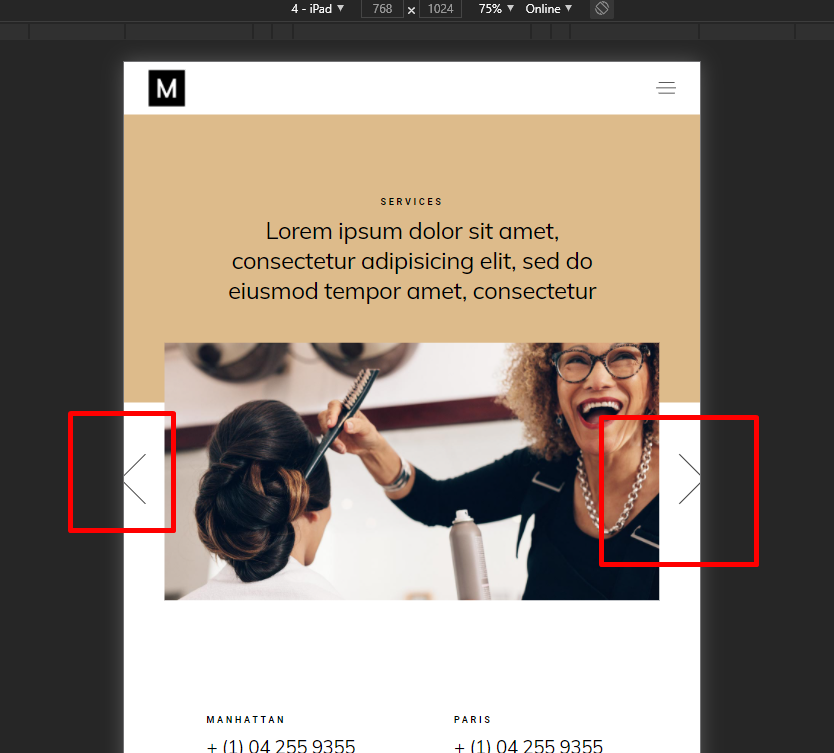 4 - iPad ▼ 768 × 1024 75% ▼ Online ▼
M
SERVICES
Lorem ipsum dolor sit amet,
consectetur adipisicing elit, sed do
eiusmod tempor amet, consectetur
MANHATTAN
+ (1) 04 255 9355
PARIS
+ (1) 04 255 9355